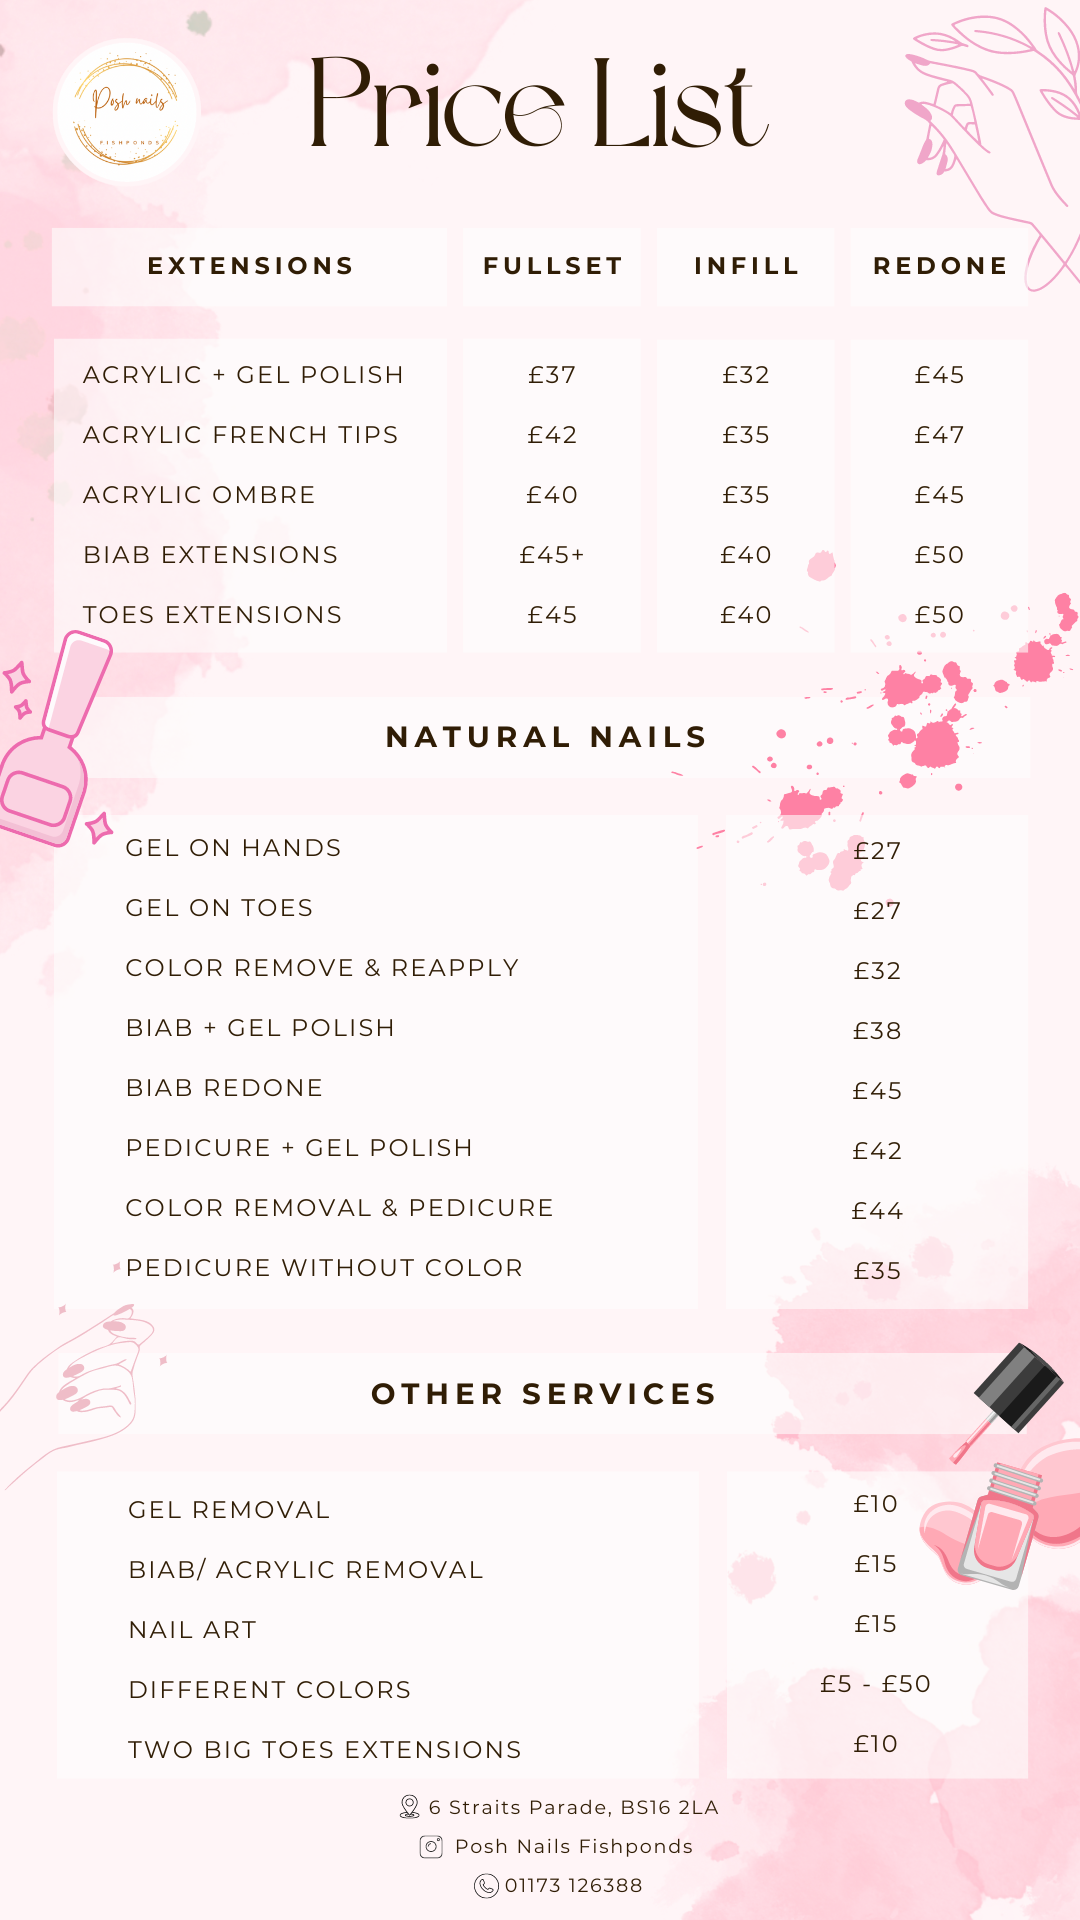 Posh nails
FISHPONDS
Price List
EXTENSIONS FULLSET INFILL REDONE
ACRYLIC + GEL POLISH £37 £32 £45
ACRYLIC FRENCH TIPS £42 £35 £47
ACRYLIC OMBRE £40 £35 £45
BIAB EXTENSIONS £45+ £40 £50
TOES EXTENSIONS £45 £40 £50
NATURAL NAILS
GEL ON HANDS £27
GEL ON TOES £27
COLOR REMOVE & REAPPLY £32
BIAB + GEL POLISH £38
BIAB REDONE £45
PEDICURE + GEL POLISH £42
COLOR REMOVAL & PEDICURE £44
PEDICURE WITHOUT COLOR £35
OTHER SERVICES
GEL REMOVAL £10
BIAB/ ACRYLIC REMOVAL £15
NAIL ART £15
DIFFERENT COLORS £5 - £50
TWO BIG TOES EXTENSIONS £10
6 Straits Parade, BS16 2LA
Posh Nails Fishponds
01173 126388